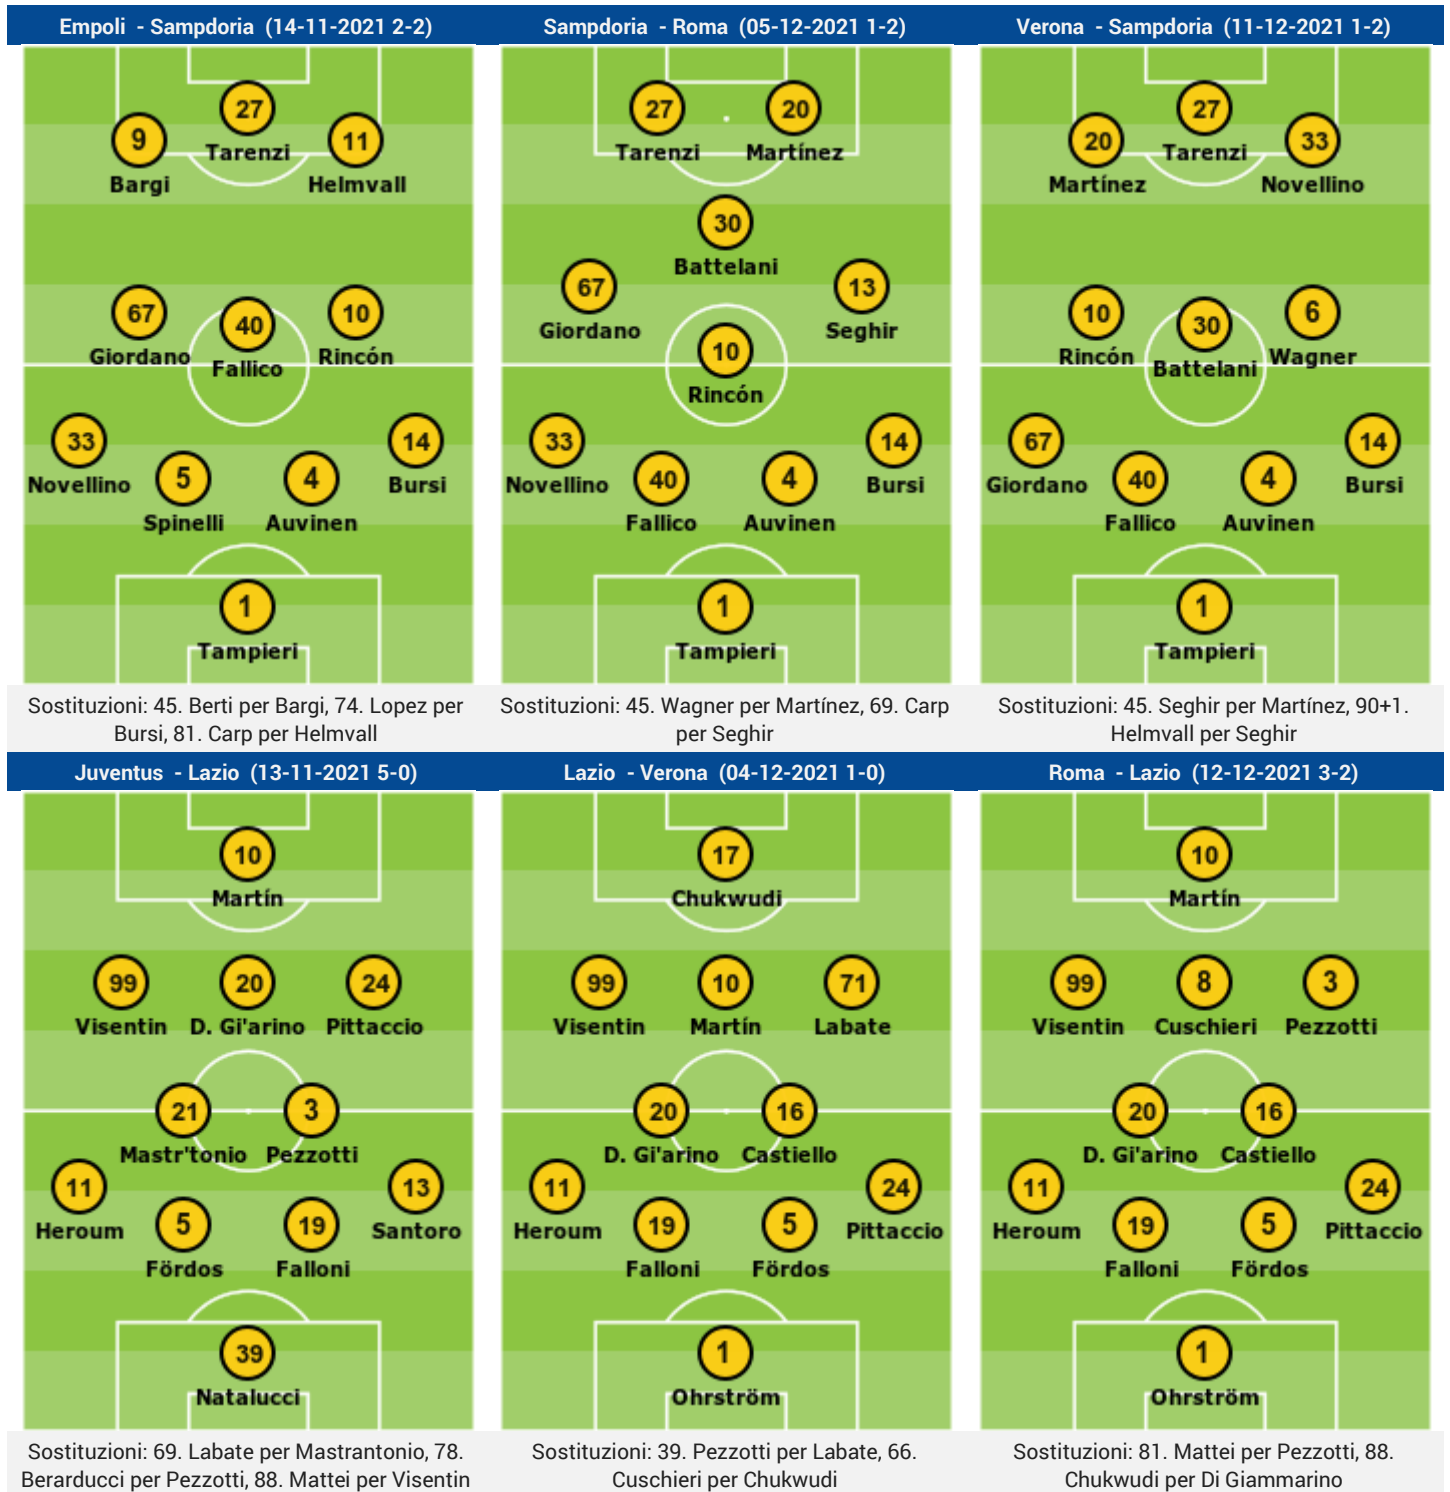 Empoli - Sampdoria (14-11-2021 2-2)
27
9
11
Tarenzi
Bargi
Helmvall
67
40
10
Giordano
Fallico
Rincón
33
14
5
4
Novellino
Bursi
Spinelli
Auvinen
1
Tampieri
Sostituzioni: 45. Berti per Bargi, 74. Lopez per
Bursi, 81. Carp per Helmvall
Sampdoria - Roma (05-12-2021 1-2)
27
20
Tarenzi
Martínez
30
Battelani
67
13
Giordano
Seghir
10
Rincón
33
14
40
4
Novellino
Bursi
Fallico
Auvinen
1
Tampieri
Sostituzioni: 45. Wagner per Martínez, 69. Carp
per Seghir
Verona - Sampdoria (11-12-2021 1-2)
27
20
33
Tarenzi
Martínez
Novellino
10
30
6
Rincón
Battelani
Wagner
67
14
40
4
Giordano
Bursi
Fallico
Auvinen
1
Tampieri
Sostituzioni: 45. Seghir per Martínez, 90+1.
Helmvall per Seghir
Juventus - Lazio (13-11-2021 5-0)
10
Martín
99
20
24
Visentin
D. Gi'arino
Pittaccio
21
3
Mastr'tonio
Pezzotti
11
13
5
19
Heroum
Santoro
Fördos
Falloni
39
Natalucci
Sostituzioni: 69. Labate per Mastrantonio, 78.
Berarducci per Pezzotti, 88. Mattei per Visentin
Lazio - Verona (04-12-2021 1-0)
17
Chukwudi
99
10
71
Visentin
Martín
Labate
20
16
D. Gi'arino
Castiello
11
24
19
5
Heroum
Pittaccio
Falloni
Fördos
1
Ohrström
Sostituzioni: 39. Pezzotti per Labate, 66.
Cuschieri per Chukwudi
Roma - Lazio (12-12-2021 3-2)
10
Martín
99
8
3
Visentin
Cuschieri
Pezzotti
20
16
D. Gi'arino
Castiello
11
24
19
5
Heroum
Pittaccio
Falloni
Fördos
1
Ohrström
Sostituzioni: 81. Mattei per Pezzotti, 88.
Chukwudi per Di Giammarino